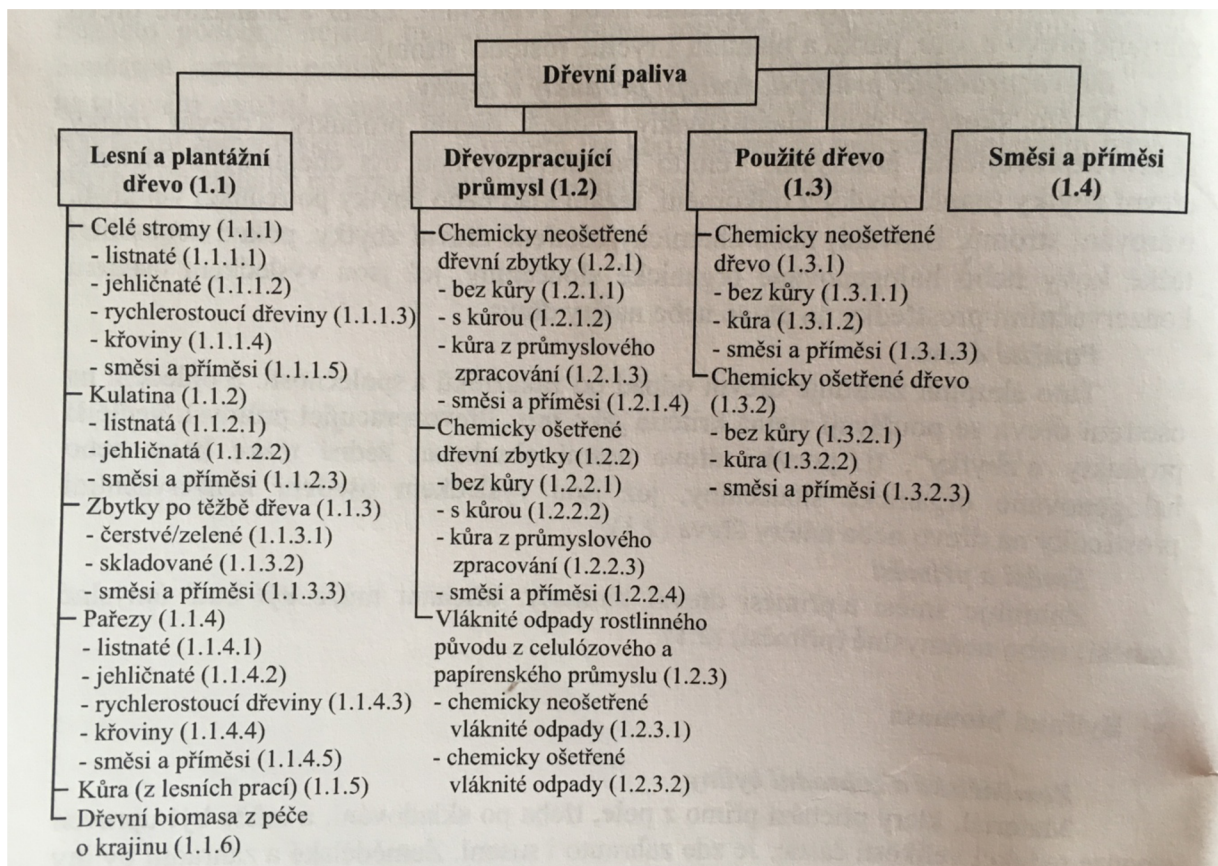 Dřevní paliva
Lesní a plantážní
dřevo (1.1)
Celé stromy (1.1.1)
- listnaté (1.1.1.1)
- jehličnaté (1.1.1.2)
- rychlerostoucí dřeviny (1.1.1.3)
- křoviny (1.1.1.4)
- směsi a příměsi (1.1.1.5)
Kulatina (1.1.2)
- listnatá (1.1.2.1)
- jehličnatá (1.1.2.2)
- směsi a příměsi (1.1.2.3)
Zbytky po těžbě dřeva (1.1.3)
- čerstvé/zelené (1.1.3.1)
- skladované (1.1.3.2)
- směsi a příměsi (1.1.3.3)
Pařezy (1.1.4)
- listnaté (1.1.4.1)
- jehličnaté (1.1.4.2)
- rychlerostoucí dřeviny (1.1.4.3)
- křoviny (1.1.4.4)
- směsi a příměsi (1.1.4.5)
Kůra (z lesních prací) (1.1.5)
Dřevní biomasa z péče
o krajinu (1.1.6)
Dřevozpracující
průmysl (1.2)
Chemicky neošetřené
dřevní zbytky (1.2.1)
- bez kůry (1.2.1.1)
- s kůrou (1.2.1.2)
- kůra z průmyslového
zpracování (1.2.1.3)
- směsi a příměsi (1.2.1.4)
Chemicky ošetřené
dřevní zbytky (1.2.2)
- bez kůry (1.2.2.1)
- s kůrou (1.2.2.2)
- kůra z průmyslového
zpracování (1.2.2.3)
- směsi a příměsi (1.2.2.4)
Vláknité odpady rostlinného
původu z celulózového a
papírenského průmyslu (1.2.3)
- chemicky neošetřené
vláknité odpady (1.2.3.1)
- chemicky ošetřené
vláknité odpady (1.2.3.2)
Použité dřevo
(1.3)
Chemicky neošetřené
dřevo (1.3.1)
- bez kůry (1.3.1.1)
- kůra (1.3.1.2)
- směsi a příměsi (1.3.1.3)
Chemicky ošetřené dřevo
(1.3.2)
- bez kůry (1.3.2.1)
- kůra (1.3.2.2)
- směsi a příměsi (1.3.2.3)
Směsi a příměsi
(1.4)